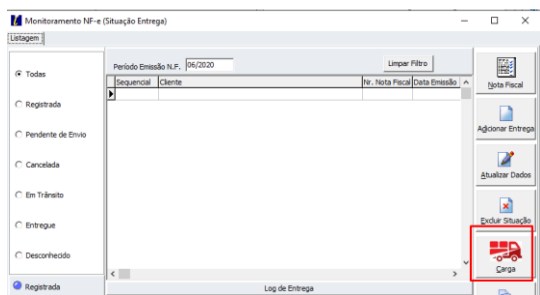 Monitoramento NF-e (Situação Entrega)
Listagem
Todas
Registrada
Pendente de Envio
Cancelada
Em Trânsito
Entregue
Desconhecido
Registrada
Período Emissão N.F. 06/2020 Limpar Filtro
Sequencial Cliente Nr. Nota Fiscal Data Emissão
Log de Entrega
Nota Fiscal
Adicionar Entrega
Atualizar Dados
Excluir Situação
Carga